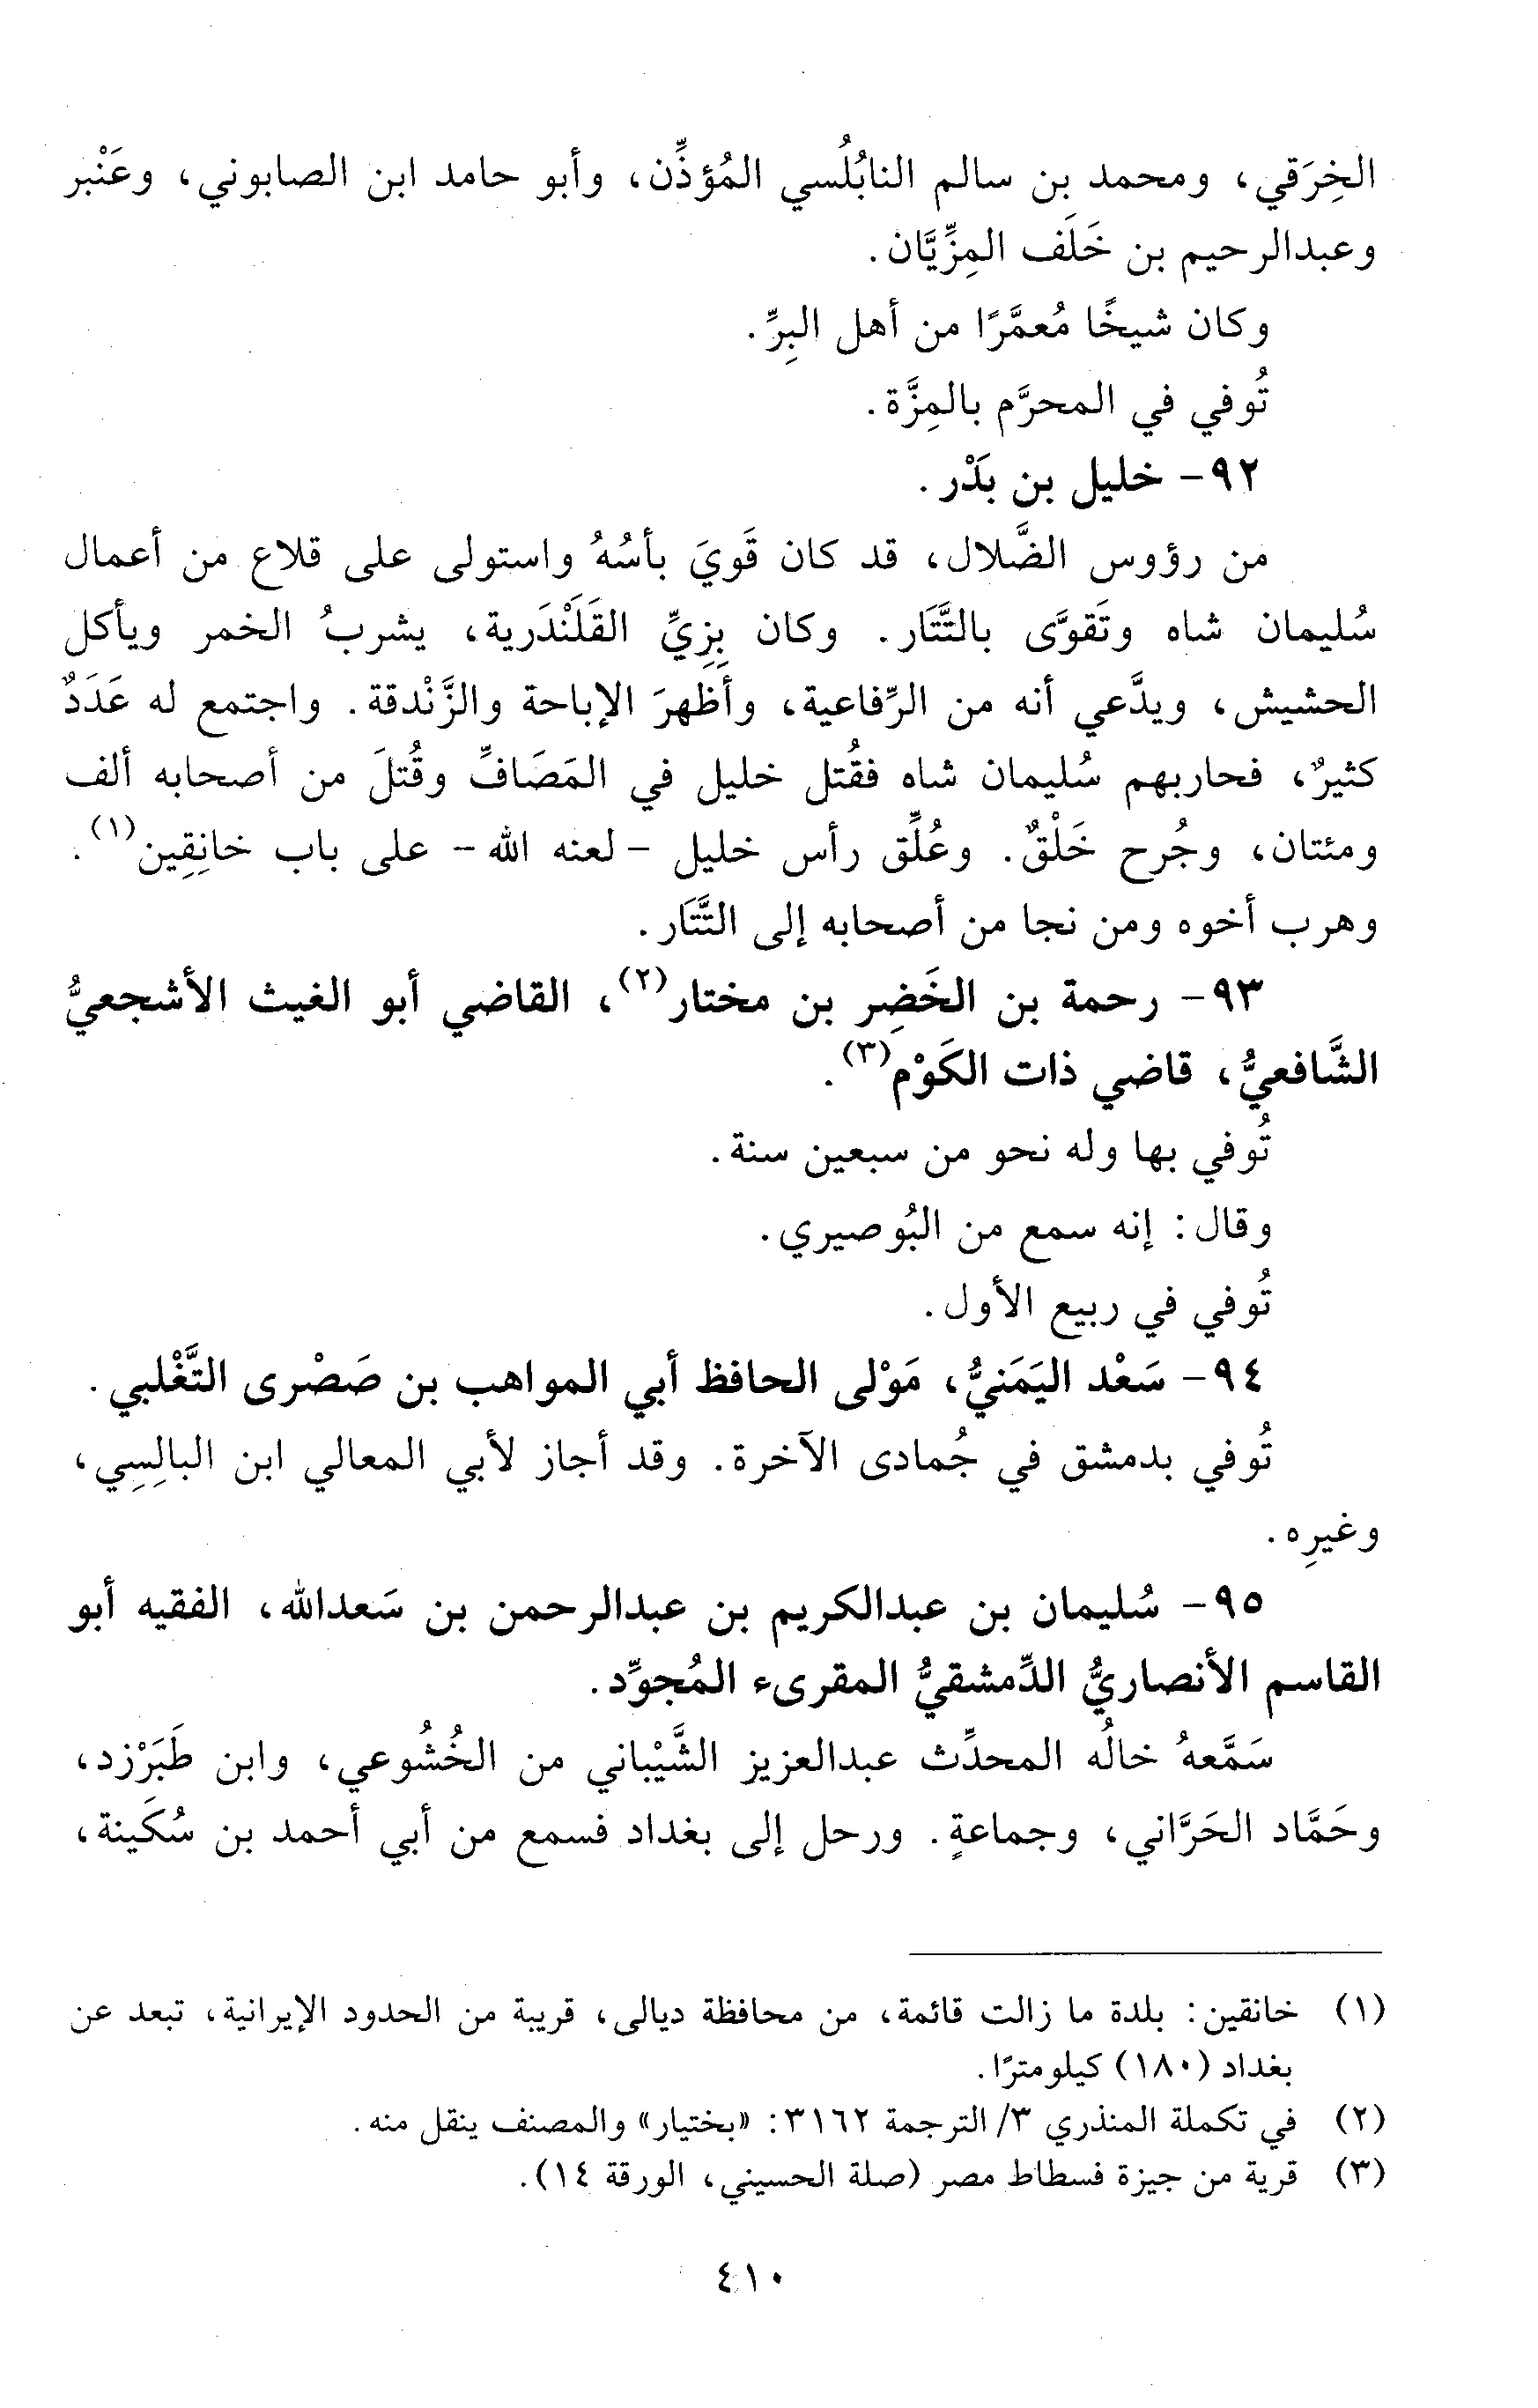 الخِرَقي، ومحمد بن سالم النابُلُسي المُؤذِّن، وأبو حامد ابن الصابوني، وعَنْبر
وعبدالرحيم بن خَلَف المِزِّيَّان.
وكان شيخًا مُعمَّرًا من أهل البِرِّ.
تُوفي في المحرَّم بالمِزَّة.
٩٢- خليل بن بَدْر.
من رؤوس الضَّلال، قد كان قَويَ بأسُهُ واستولى على قلاع من أعمال
سُليمان شاه وتَقوَّى بالتَّتَار. وكان بِزِيِّ القَلَنْدَرية، يشربُ الخمر ويأكل
الحشيش، ويدَّعي أنه من الرِّفاعية، وأظهرَ الإباحة والزَّنْدقة. واجتمع له عَدَدٌ
كثيرٌ، فحاربهم سُليمان شاه فقُتل خليل في المَصَافِّ وقُتلَ من أصحابه ألف
ومئتان، وجُرح خَلْقٌ. وعُلِّق رأس خليل - لعنه الله - على باب خانِقِين(١).
وهرب أخوه ومن نجا من أصحابه إلى التَّتَار.
٩٣- رحمة بن الخَضِر بن مختار(٢)، القاضي أبو الغيث الأشجعيُّ
الشَّافعيُّ، قاضي ذات الكَوْم(٣).
تُوفي بها وله نحو من سبعين سنة.
وقال: إنه سمع من البُوصيري.
تُوفي في ربيع الأول.
٩٤- سَعْد اليَمَنيُّ، مَوْلى الحافظ أبي المواهب بن صَصْرى التَّغْلبي.
تُوفي بدمشق في جُمادى الآخرة. وقد أجاز لأبي المعالي ابن البالِسِي،
وغيرِه.
٩٥- سُليمان بن عبدالكريم بن عبدالرحمن بن سَعدالله، الفقيه أبو
القاسم الأنصاريُّ الدِّمشقيُّ المقرىء المُجوِّد.
سَمَّعهُ خالُه المحدِّث عبدالعزيز الشَّيْباني من الخُشُوعي، وابن طَبَرْزد،
وحَمَّاد الحَرَّاني، وجماعةٍ. ورحل إلى بغداد فسمع من أبي أحمد بن سُكَينة،
(١) خانقين: بلدة ما زالت قائمة، من محافظة ديالى، قريبة من الحدود الإيرانية، تبعد عن
بغداد (١٨٠) كيلومترًا.
(٢) في تكملة المنذري ٣/ الترجمة ٣١٦٢: «بختيار» والمصنف ينقل منه.
(٣) قرية من جيزة فسطاط مصر (صلة الحسيني، الورقة ١٤).
٤١٠